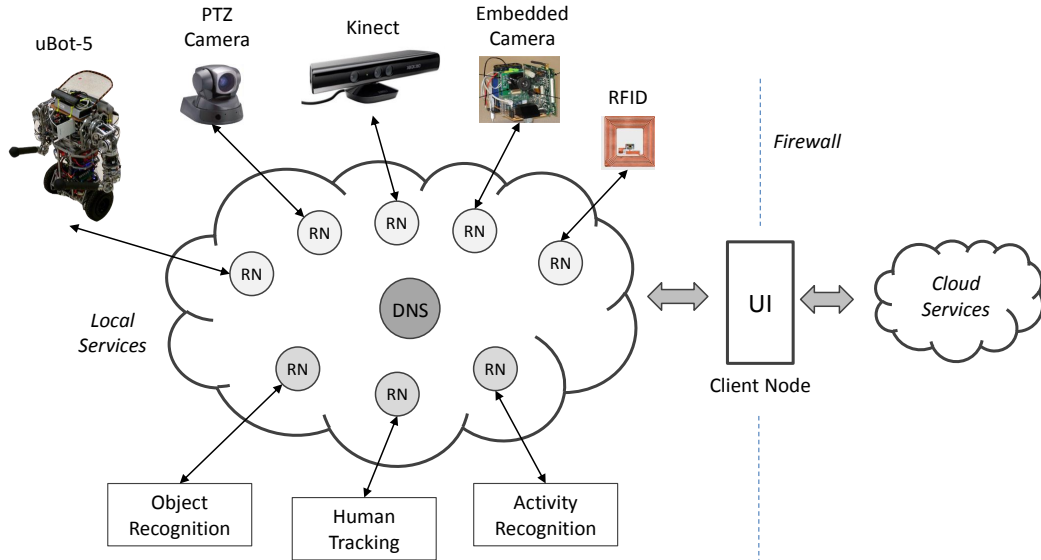 uBot-5
PTZ
Camera
Kinect
Embedded
Camera
RFID
Firewall
RN
RN
RN
RN
RN
DNS
Local
Services
UI
Client Node
Cloud
Services
RN
RN
RN
Object
Recognition
Human
Tracking
Activity
Recognition